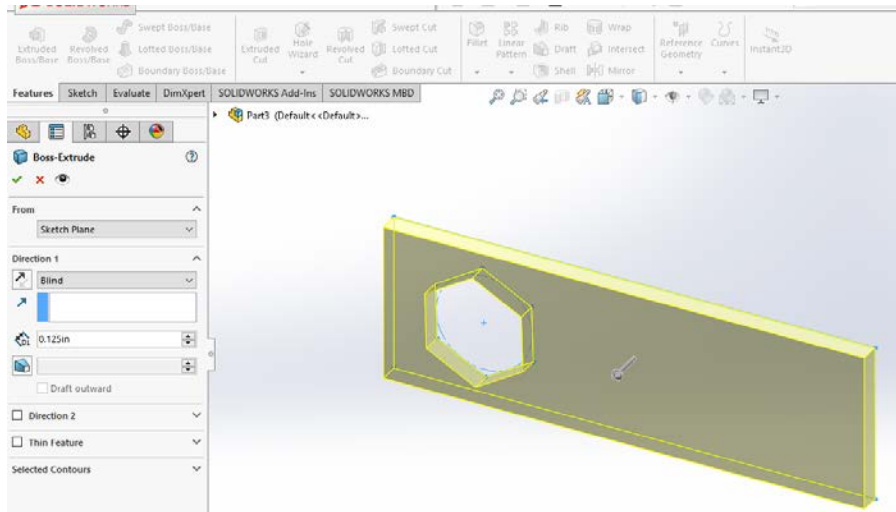 SOLIDWORKS
Extruded Boss/Base
Revolved Boss/Base
Swept Boss/Base
Lofted Boss/Base
Boundary Boss/Base
Extruded Cut
Hole Wizard
Revolved Cut
Swept Cut
Lofted Cut
Boundary Cut
Fillet
Linear Pattern
Rib
Draft
Shell
Wrap
Intersect
Mirror
Reference Geometry
Curves
Instant3D
Features Sketch Evaluate DimXpert SOLIDWORKS Add-Ins SOLIDWORKS MBD
Part3 (Default<<Default>...
Boss-Extrude
From
Sketch Plane
Direction 1
Blind
D1
0.125in
Draft outward
Direction 2
Thin Feature
Selected Contours